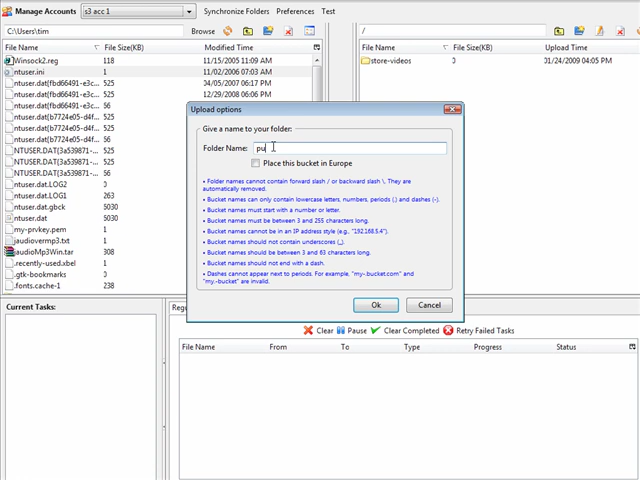 Manage Accounts s3 acc 1 Synchronize Folders Preferences Test
C:\Users\tim Browse /
File Name File Size(KB) Modified Time File Name File Size(KB) Upload Time
Winsock2.reg 118 11/15/2005 11:09 AM store-videos 0 01/24/2009 04:05 PM
ntuser.ini 1 11/02/2006 07:03 AM
ntuser.dat{fbd66491-e3c... 525 04/05/2007 06:17 PM
ntuser.dat{fbd66491-e3c... 525 12/29/2008 06:06 PM
ntuser.dat{fbd66491-e3c... 56
ntuser.dat{b7724e05-d4f... 525
ntuser.dat{b7724e05-d4f... 525
ntuser.dat{b7724e05-d4f... 56
NTUSER.DAT{3a539871-... 525
NTUSER.DAT{3a539871-... 525
NTUSER.DAT{3a539871-... 56
ntuser.dat.LOG2 0
ntuser.dat.LOG1 263
ntuser.dat.gbck 5030
ntuser.dat 5030
my-prvkey.pem 1
jaudiovermp3.txt 1
jaudioMp3Win.tar 308
.recently-used.xbel 1
.gtk-bookmarks 0
.fonts.cache-1 238
Upload options
Give a name to your folder:
Folder Name: pu
Place this bucket in Europe
• Folder names cannot contain forward slash / or backward slash \. They are
automatically removed.
• Bucket names can only contain lowercase letters, numbers, periods (.) and dashes (-).
• Bucket names must start with a number or letter.
• Bucket names must be between 3 and 255 characters long.
• Bucket names cannot be in an IP address style (e.g., "192.168.5.4").
• Bucket names should not contain underscores (_).
• Bucket names should be between 3 and 63 characters long.
• Bucket names should not end with a dash.
• Dashes cannot appear next to periods. For example, "my-.bucket.com" and
"my.-bucket" are invalid.
Ok Cancel
Current Tasks:
Clear Pause Clear Completed Retry Failed Tasks
File Name From To Type Progress Status